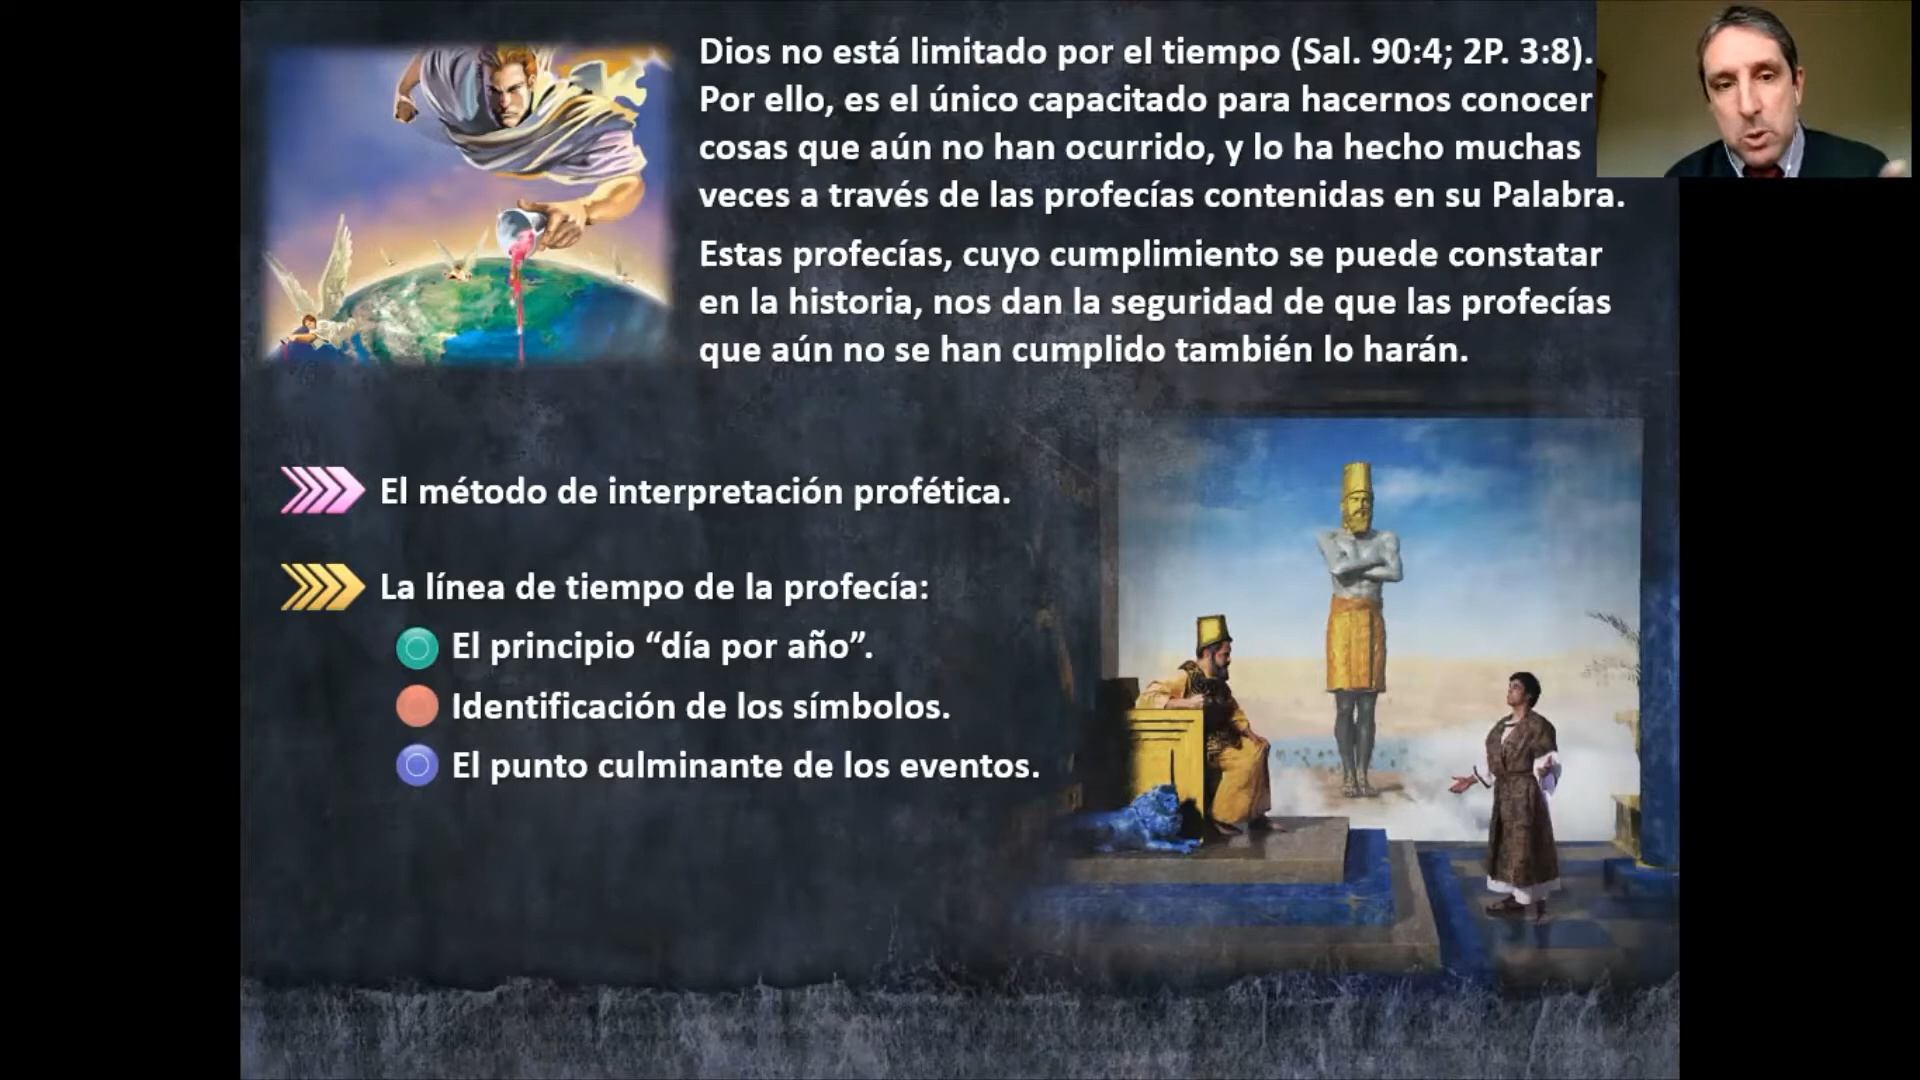 Dios no está limitado por el tiempo (Sal. 90:4; 2P. 3:8).
Por ello, es el único capacitado para hacernos conocer
cosas que aún no han ocurrido, y lo ha hecho muchas
veces a través de las profecías contenidas en su Palabra.
Estas profecías, cuyo cumplimiento se puede constatar
en la historia, nos dan la seguridad de que las profecías
que aún no se han cumplido también lo harán.
El método de interpretación profética.
La línea de tiempo de la profecía:
El principio “día por año”.
Identificación de los símbolos.
El punto culminante de los eventos.